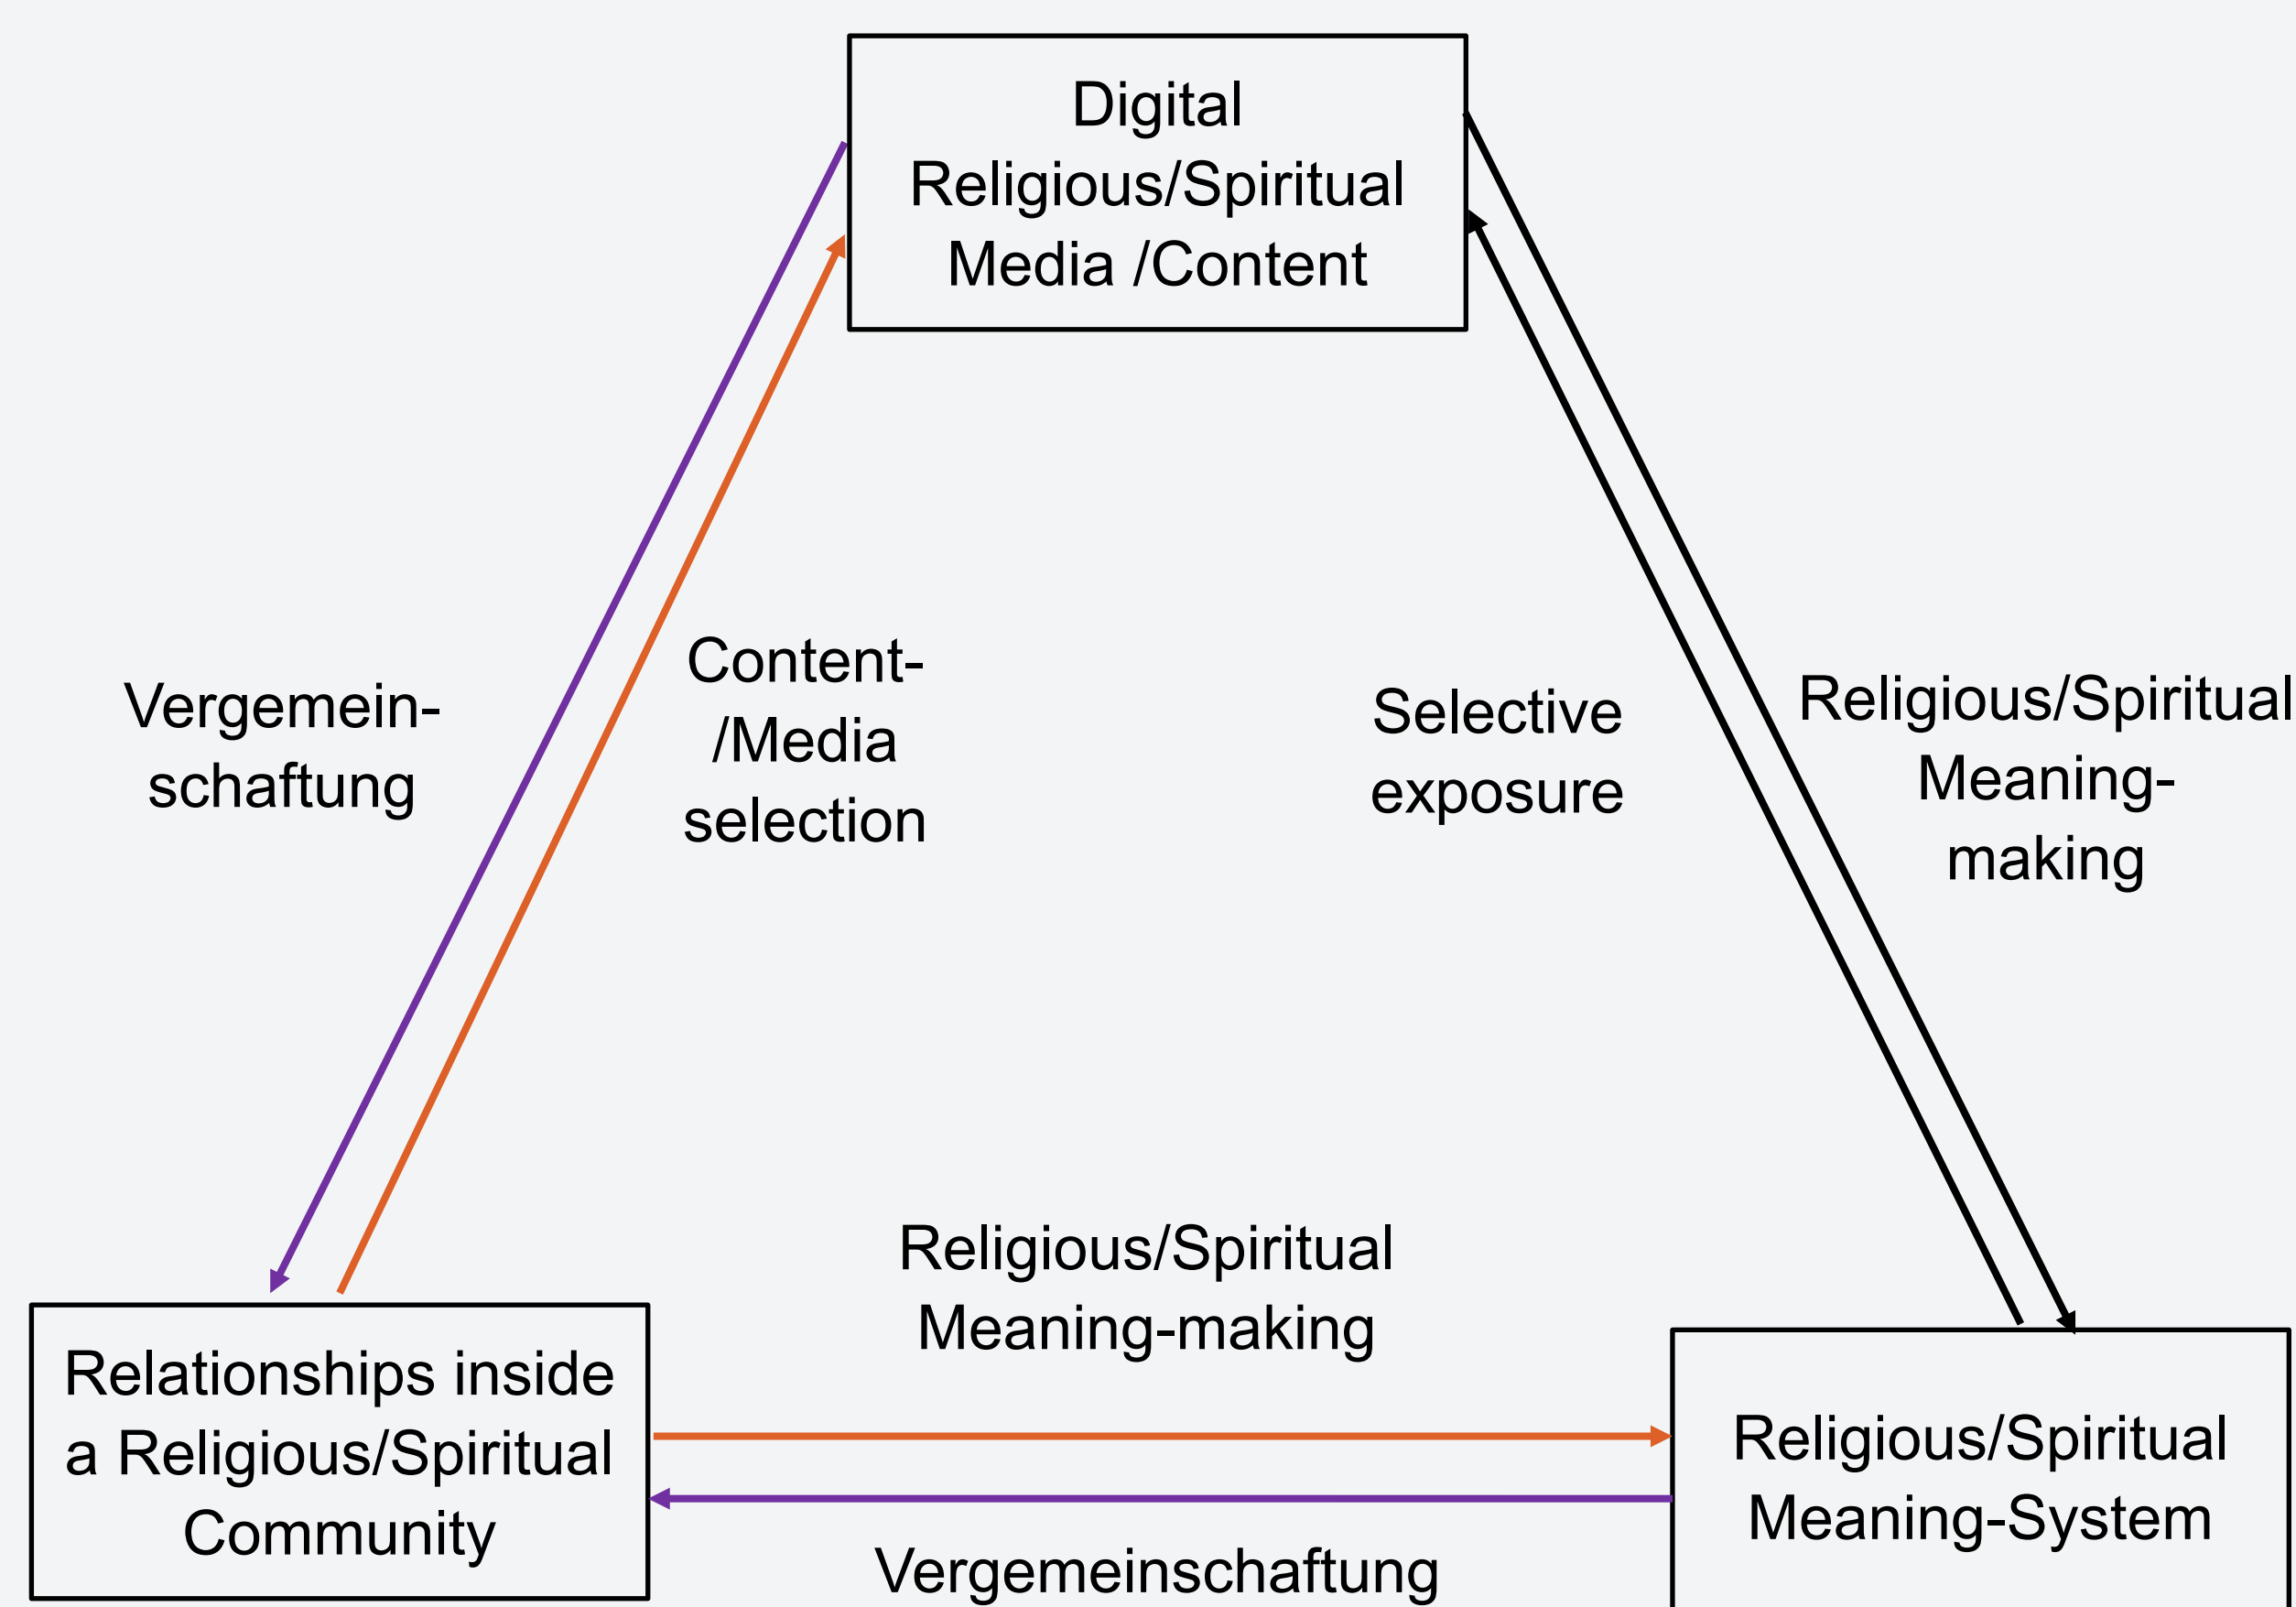 Digital
Religious/Spiritual
Media /Content
Vergemein-
schaftung
Content-
/Media
selection
Selective
exposure
Religious/Spiritual
Meaning-
making
Religious/Spiritual
Meaning-making
Relationships inside
a Religious/Spiritual
Community
Religious/Spiritual
Meaning-System
Vergemeinschaftung